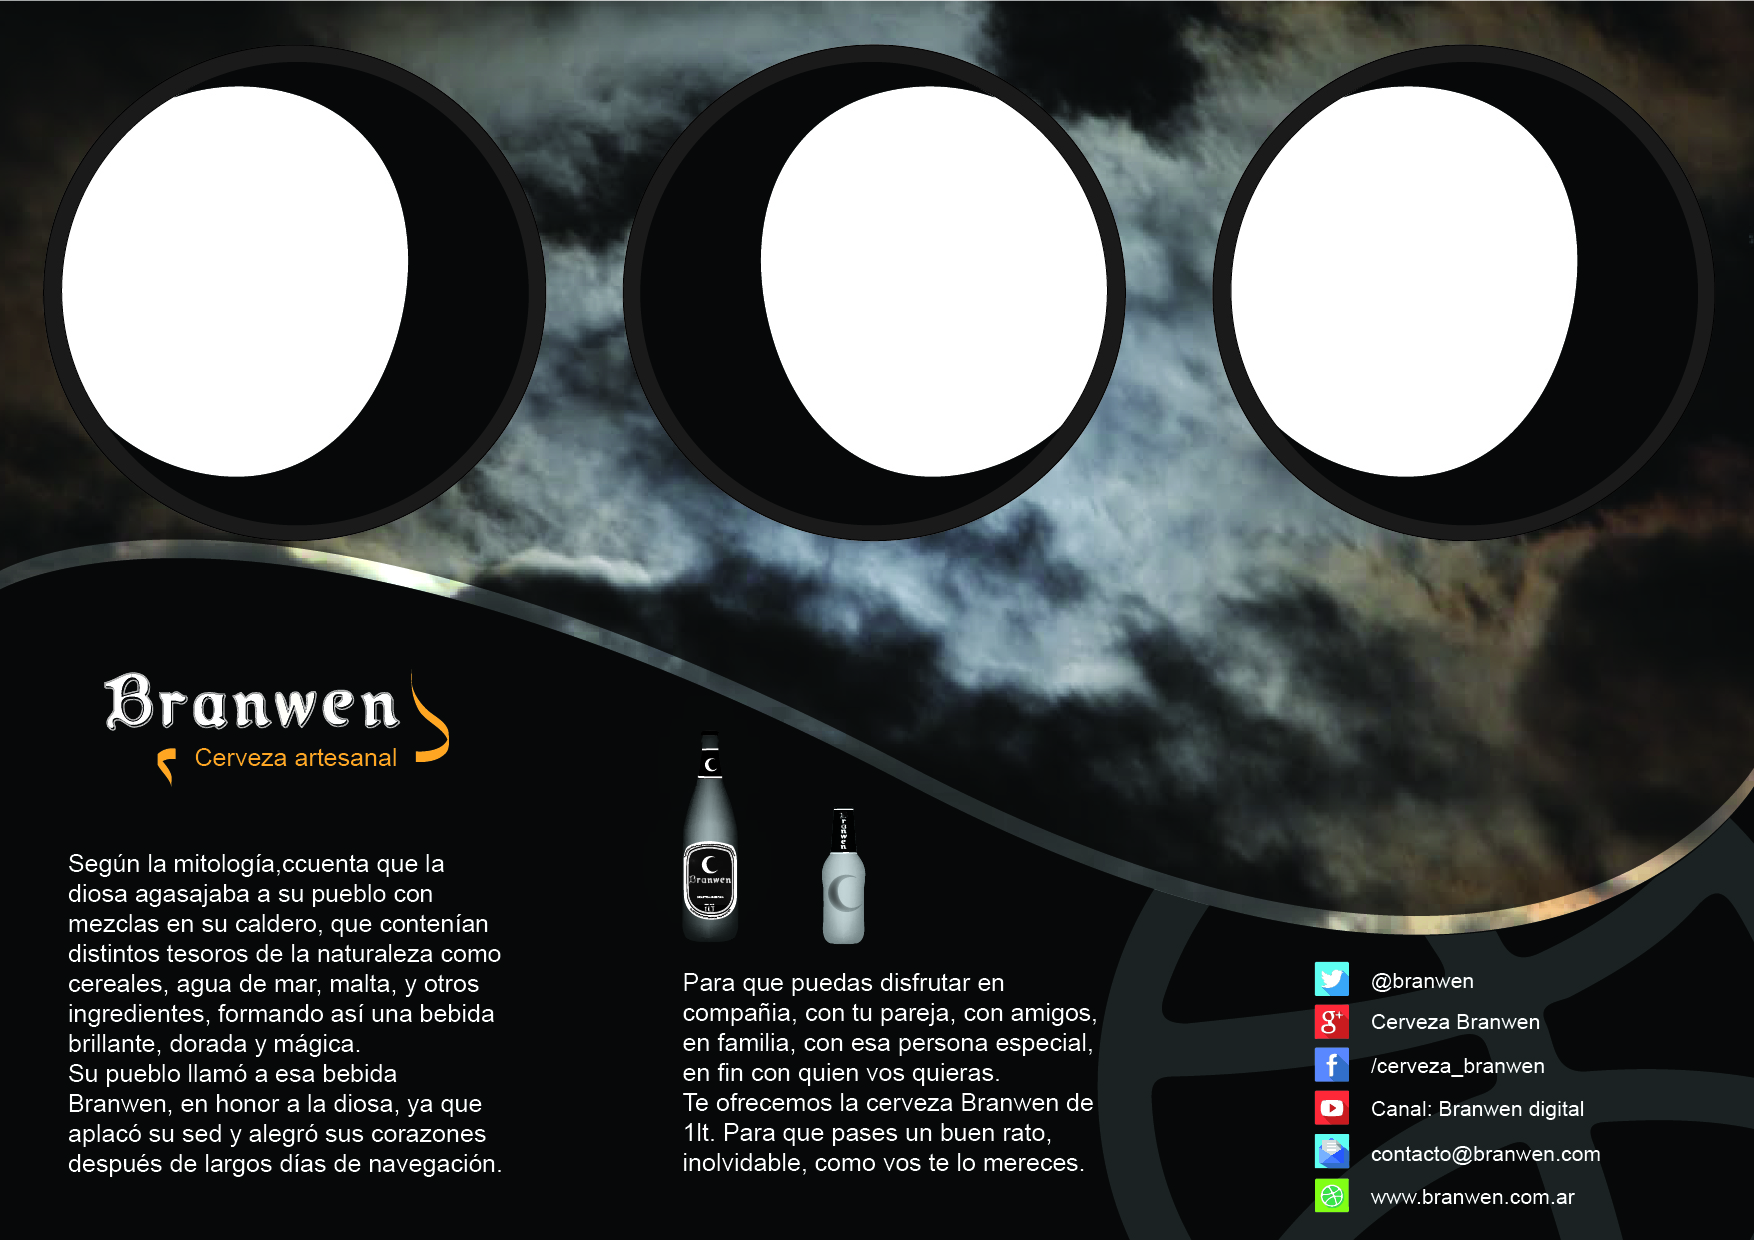 Branwen
Cerveza artesanal
Según la mitología,ccuenta que la
diosa agasajaba a su pueblo con
mezclas en su caldero, que contenían
distintos tesoros de la naturaleza como
cereales, agua de mar, malta, y otros
ingredientes, formando así una bebida
brillante, dorada y mágica.
Su pueblo llamó a esa bebida
Branwen, en honor a la diosa, ya que
aplacó su sed y alegró sus corazones
después de largos días de navegación.
Branwen
Branwen
Para que puedas disfrutar en
compañia, con tu pareja, con amigos,
en familia, con esa persona especial,
en fin con quien vos quieras.
Te ofrecemos la cerveza Branwen de
1lt. Para que pases un buen rato,
inolvidable, como vos te lo mereces.
@branwen
g+ Cerveza Branwen
f /cerveza_branwen
Canal: Branwen digital
contacto@branwen.com
www.branwen.com.ar